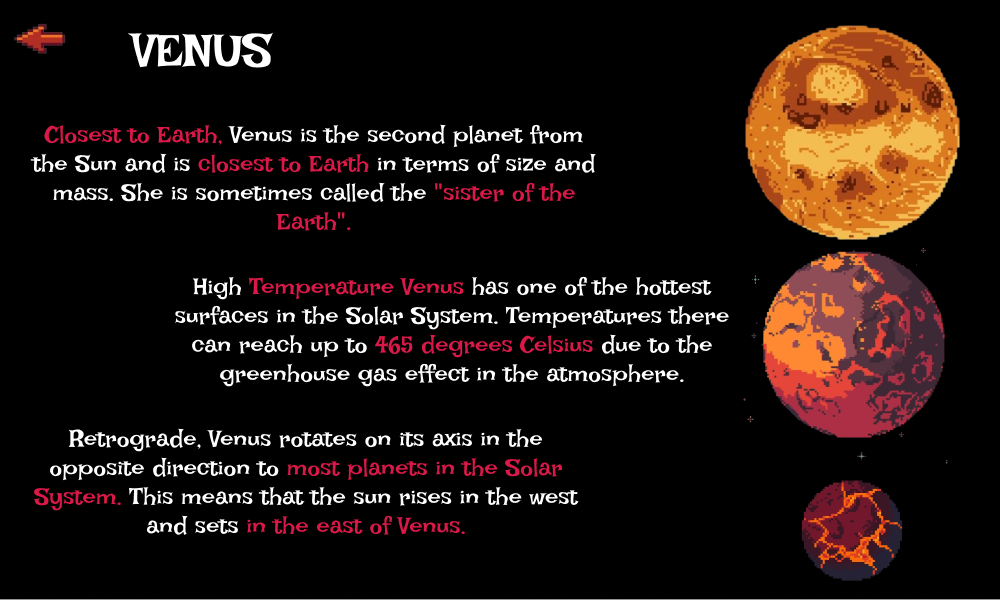 VENUS
Closest to Earth, Venus is the second planet from
the Sun and is closest to Earth in terms of size and
mass. She is sometimes called the "sister of the
Earth".
High Temperature Venus has one of the hottest
surfaces in the Solar System. Temperatures there
can reach up to 465 degrees Celsius due to the
greenhouse gas effect in the atmosphere.
Retrograde, Venus rotates on its axis in the
opposite direction to most planets in the Solar
System. This means that the sun rises in the west
and sets in the east of Venus.